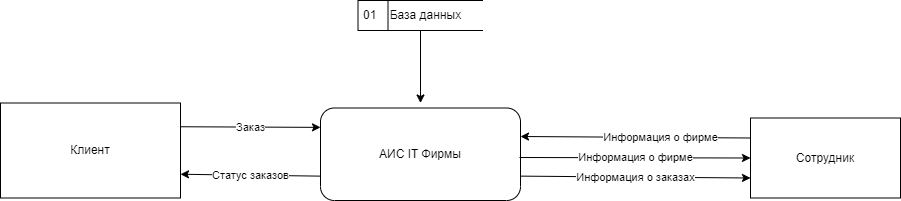 01 База данных
Клиент
Заказ
Статус заказов
АИС IT Фирмы
Информация о фирме
Информация о фирме
Информация о заказах
Сотрудник